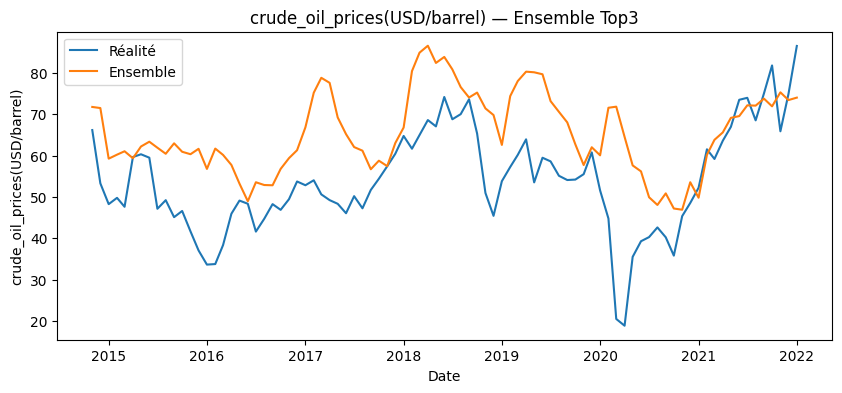 crude_oil_prices(USD/barrel) — Ensemble Top3
Réalité
Ensemble
crude_oil_prices(USD/barrel)
80
70
60
50
40
30
20
2015 2016 2017 2018 2019 2020 2021 2022
Date